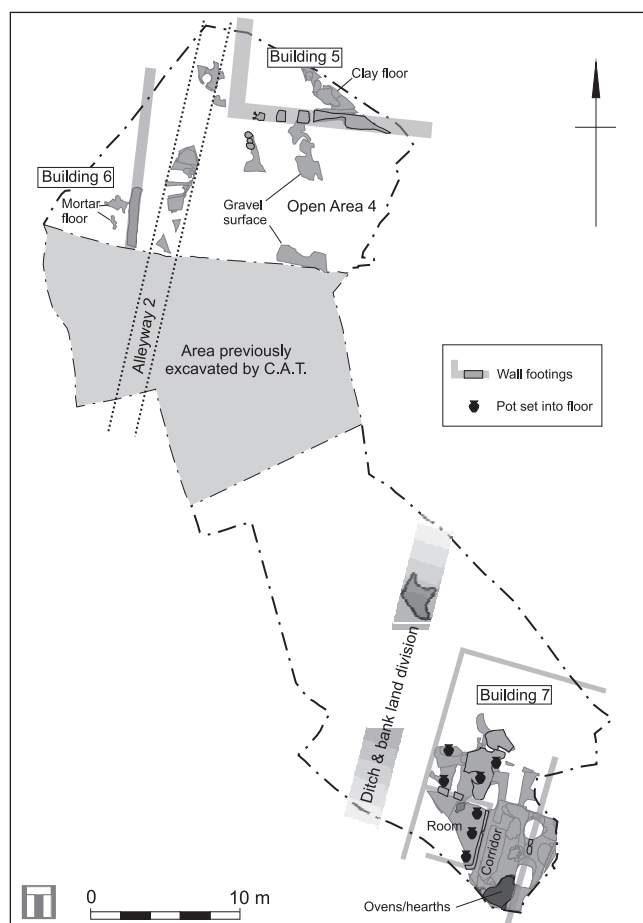 Building 5
Clay floor
Building 6
Mortar
floor
Gravel
surface
Open Area 4
Alleyway 2
Area previously
excavated by C.A.T.
Wall footings
Pot set into floor
Ditch & bank land division
Building 7
Room
Corridor
Ovens/hearths
0
10 m